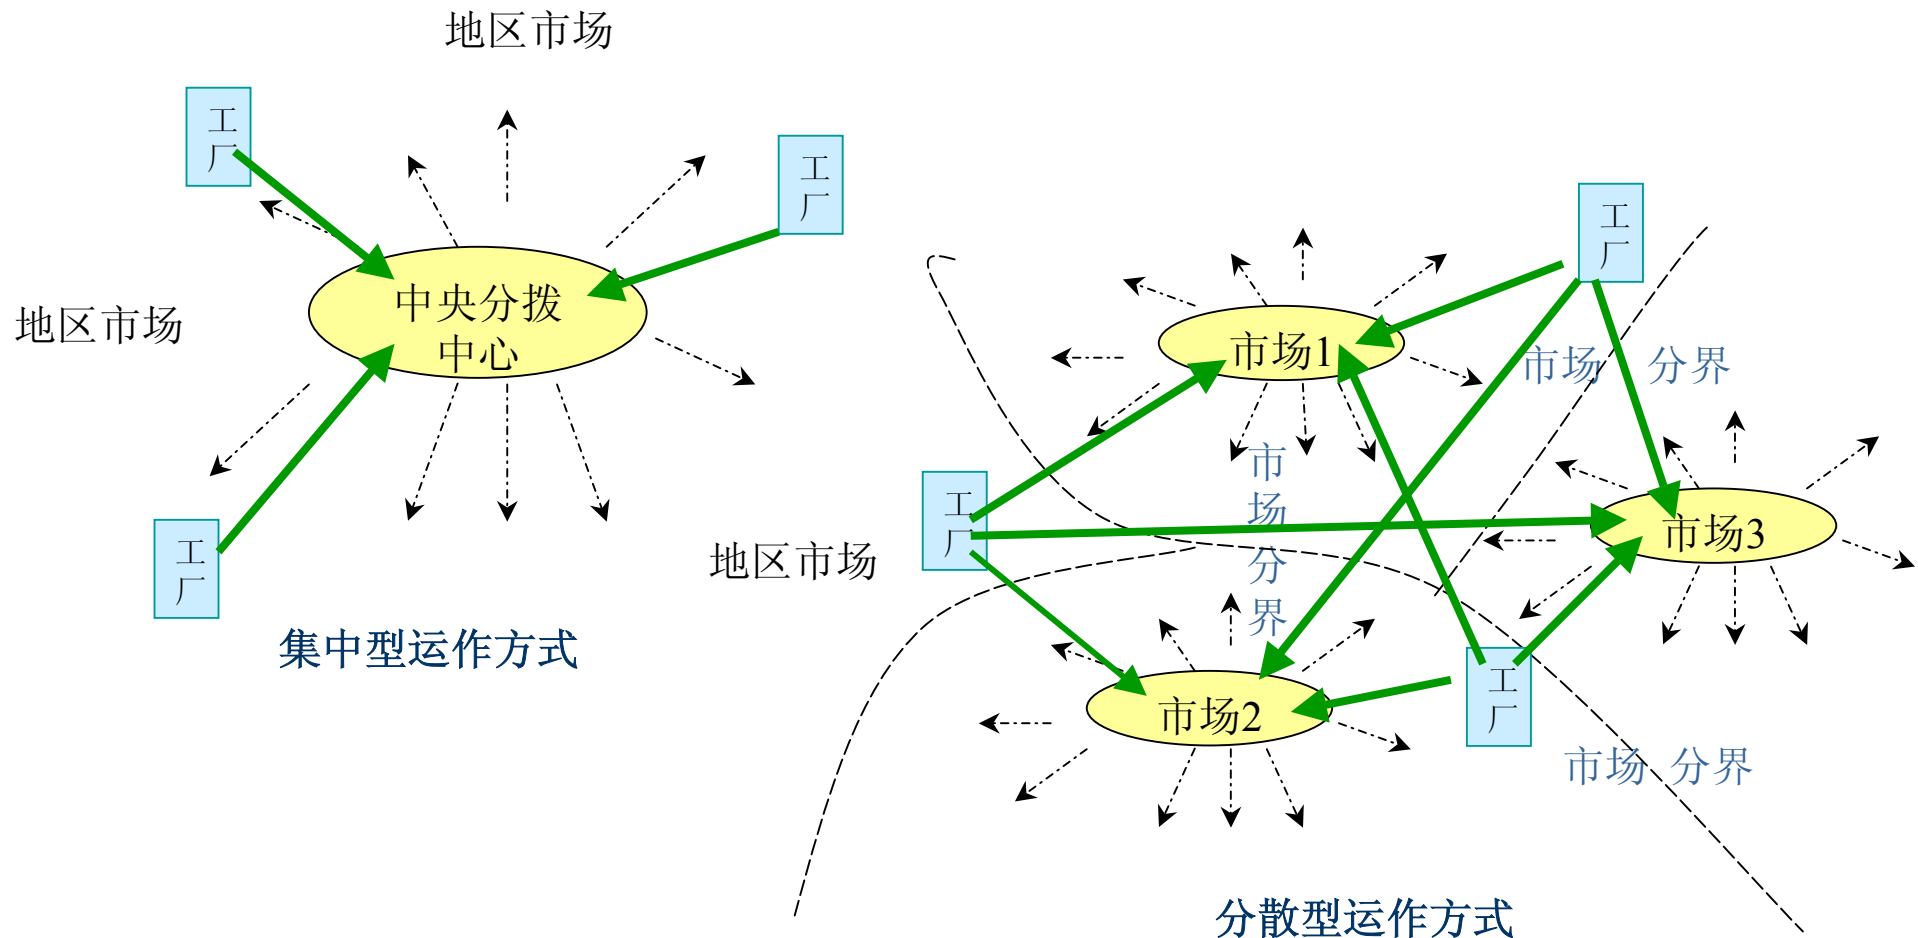 地区市场
工
厂
工
厂
地区市场
中央分拨
中心
工
厂
集中型运作方式
工
厂
市场1
市场 分界
市
场
分
界
工
厂
地区市场
市场3
市场2
工
厂
市场 分界
分散型运作方式